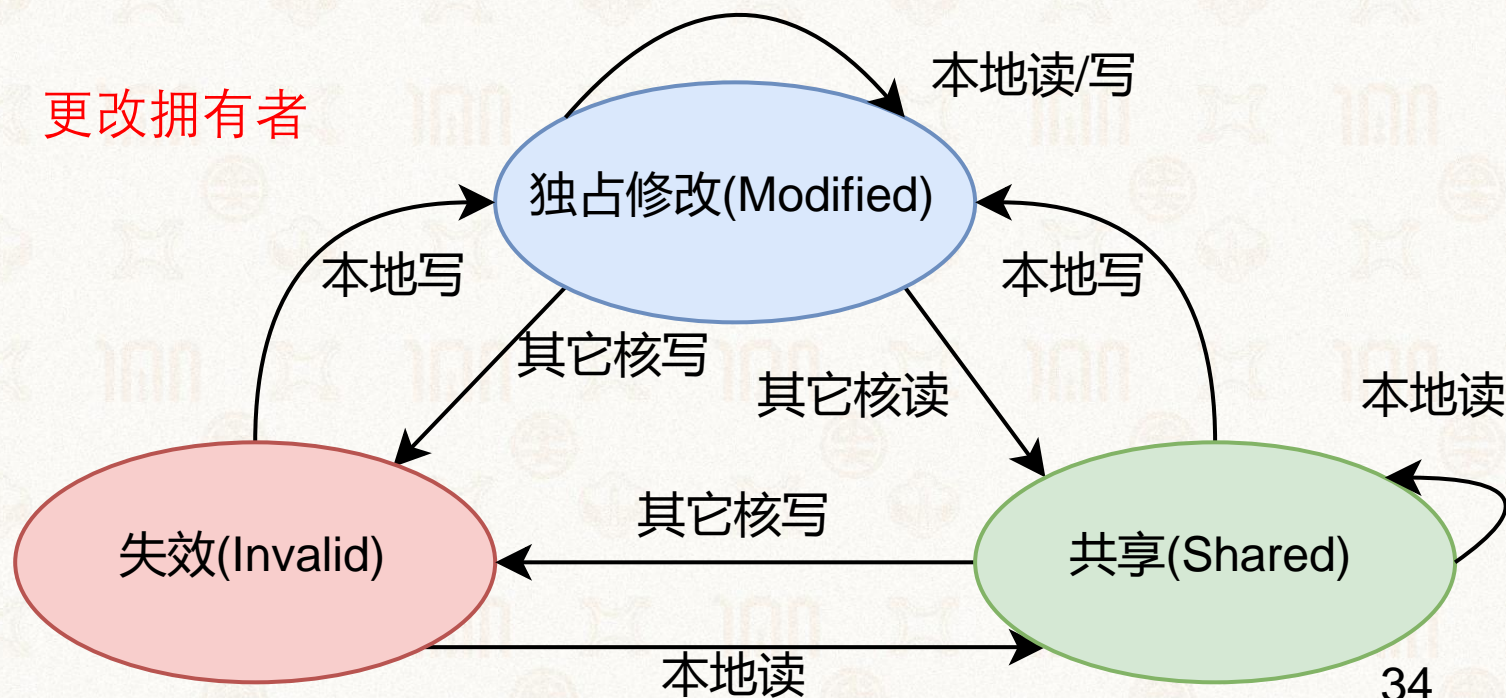 本地读/写
更改拥有者
独占修改(Modified)
本地写
本地写
其它核写
其它核读
本地读
其它核写
失效(Invalid)
共享(Shared)
本地读
34